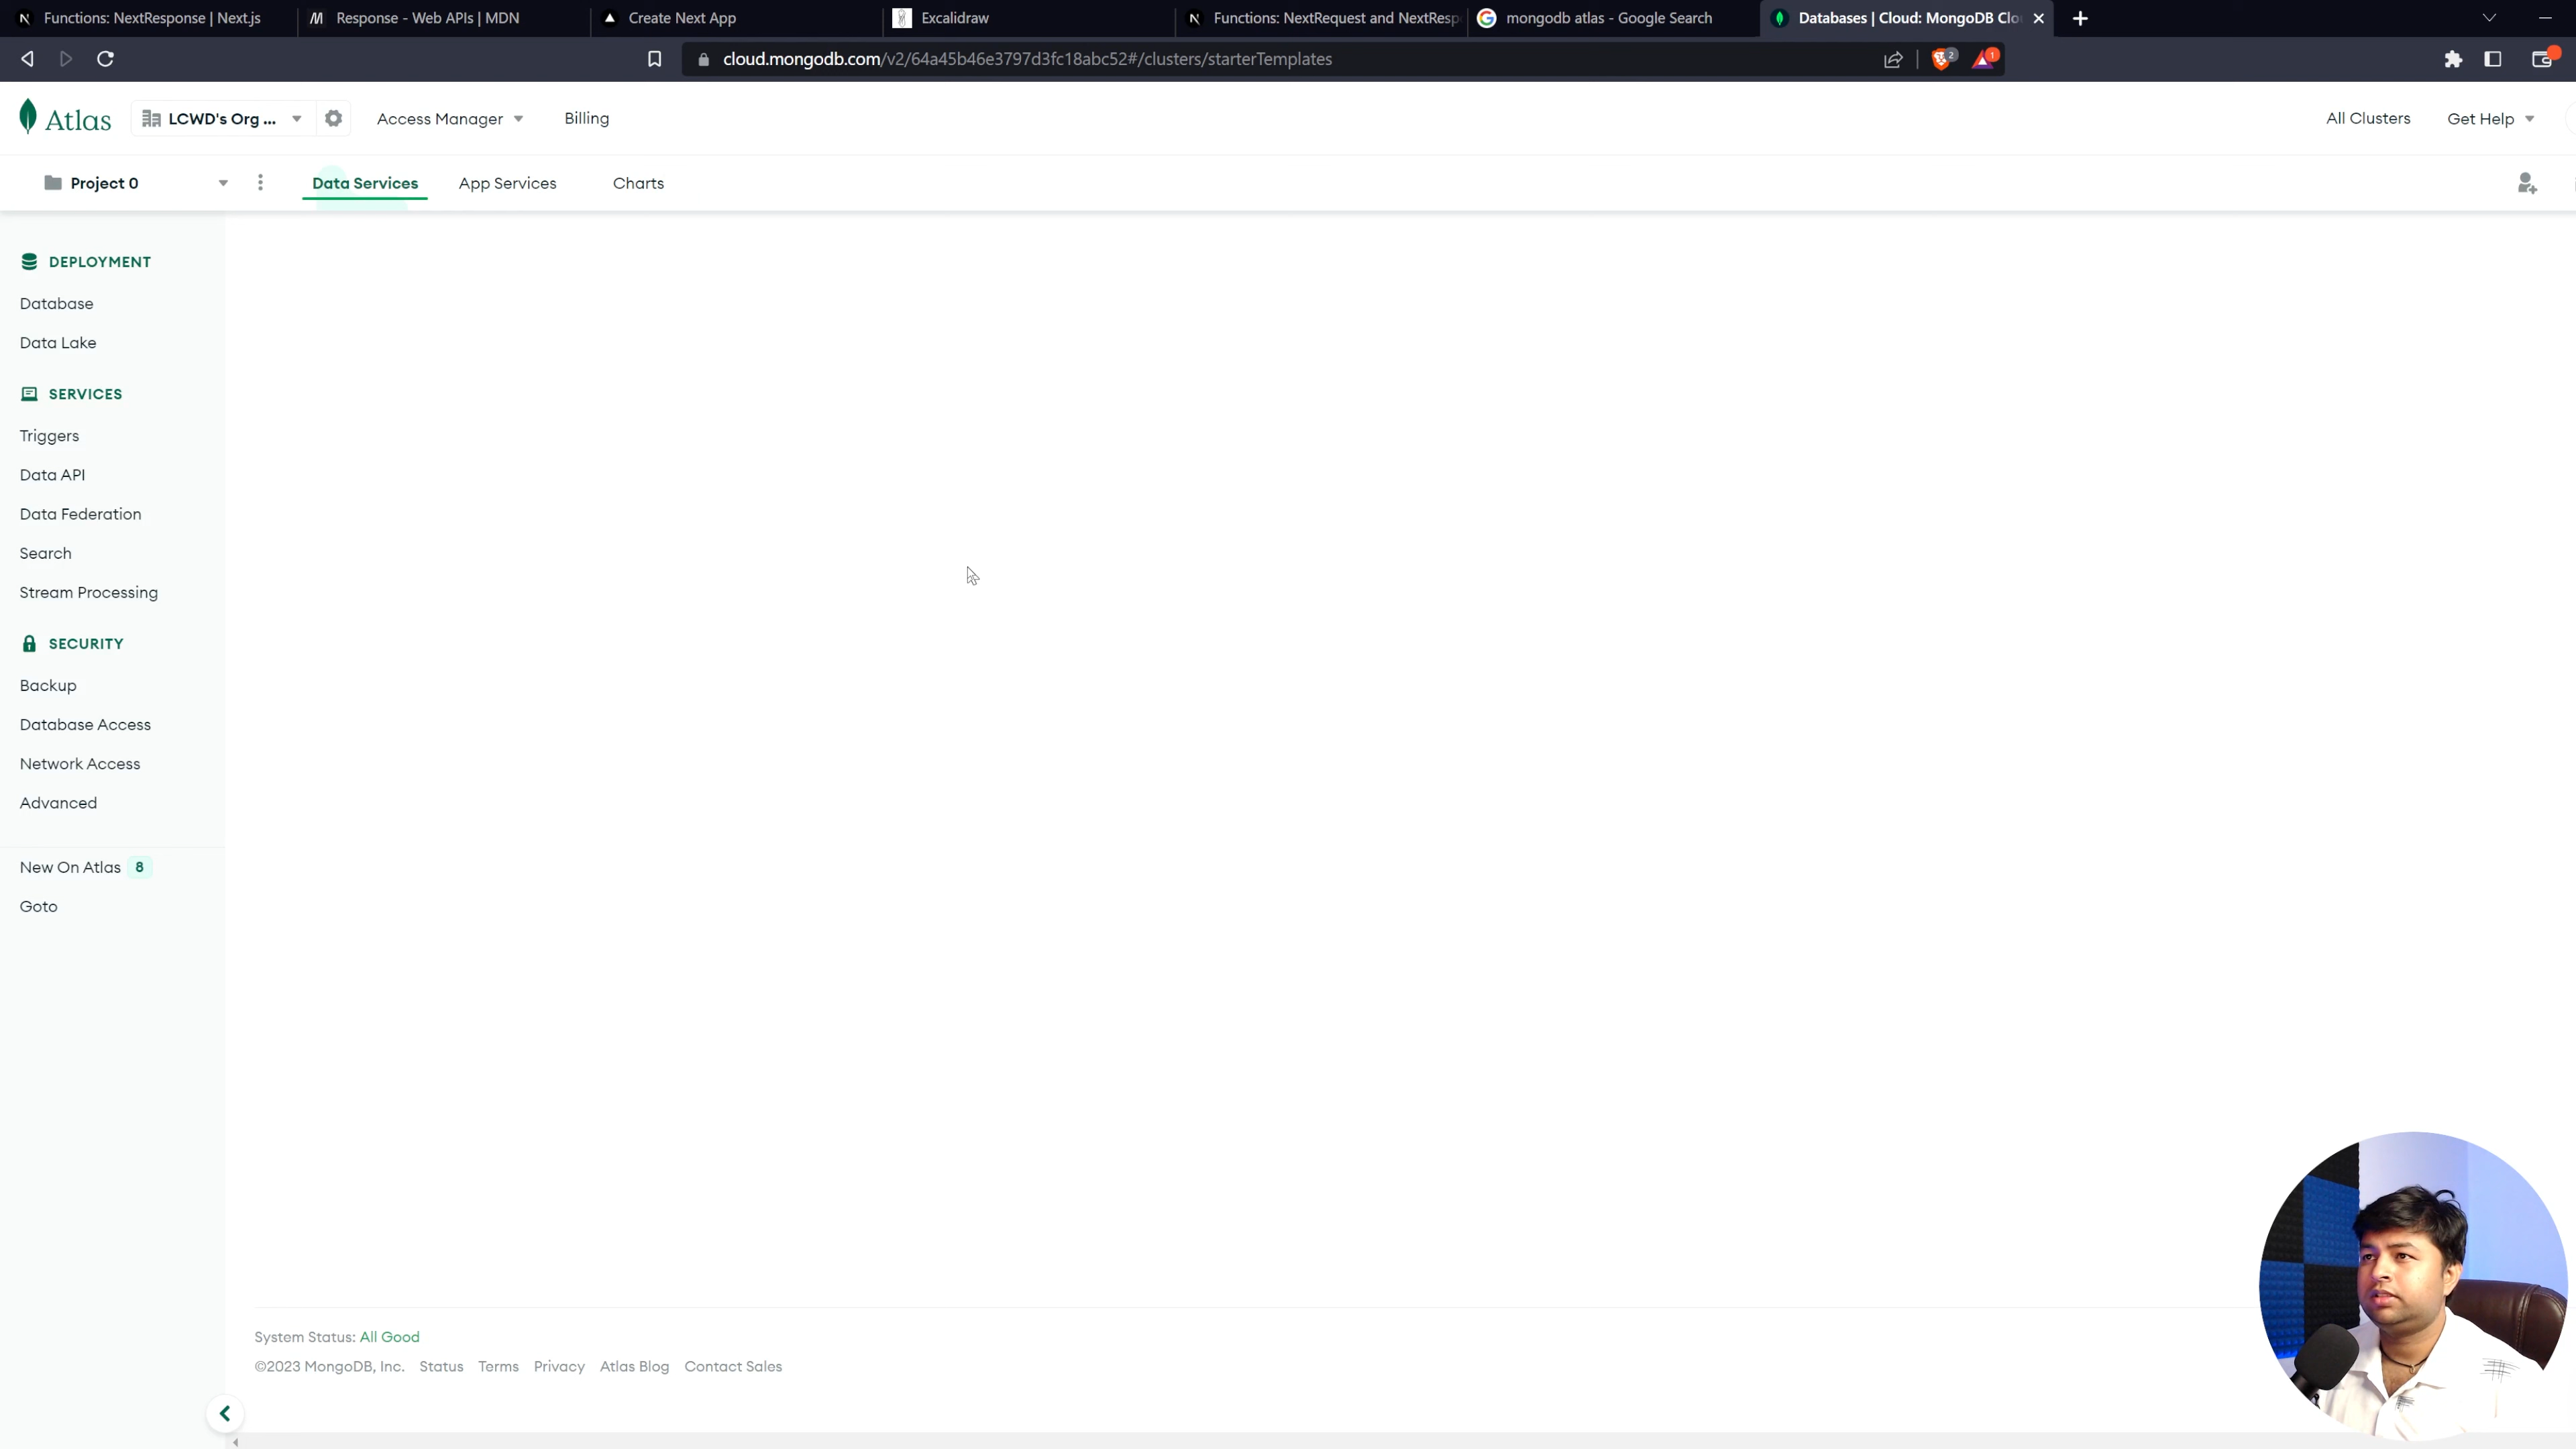 Functions: NextResponse | Next.js
Response - Web APIs | MDN
Create Next App
Excalidraw
Functions: NextRequest and NextResp
mongodb atlas - Google Search
Databases | Cloud: MongoDB Clo
cloud.mongodb.com/v2/64a45b46e3797d3fc18abc52#/clusters/starterTemplates
2
1
Atlas
LCWD's Org ...
Access Manager
Billing
All Clusters
Get Help
Project 0
Data Services
App Services
Charts
DEPLOYMENT
Database
Data Lake
SERVICES
Triggers
Data API
Data Federation
Search
Stream Processing
SECURITY
Backup
Database Access
Network Access
Advanced
New On Atlas 8
Goto
System Status: All Good
©2023 MongoDB, Inc. Status Terms Privacy Atlas Blog Contact Sales